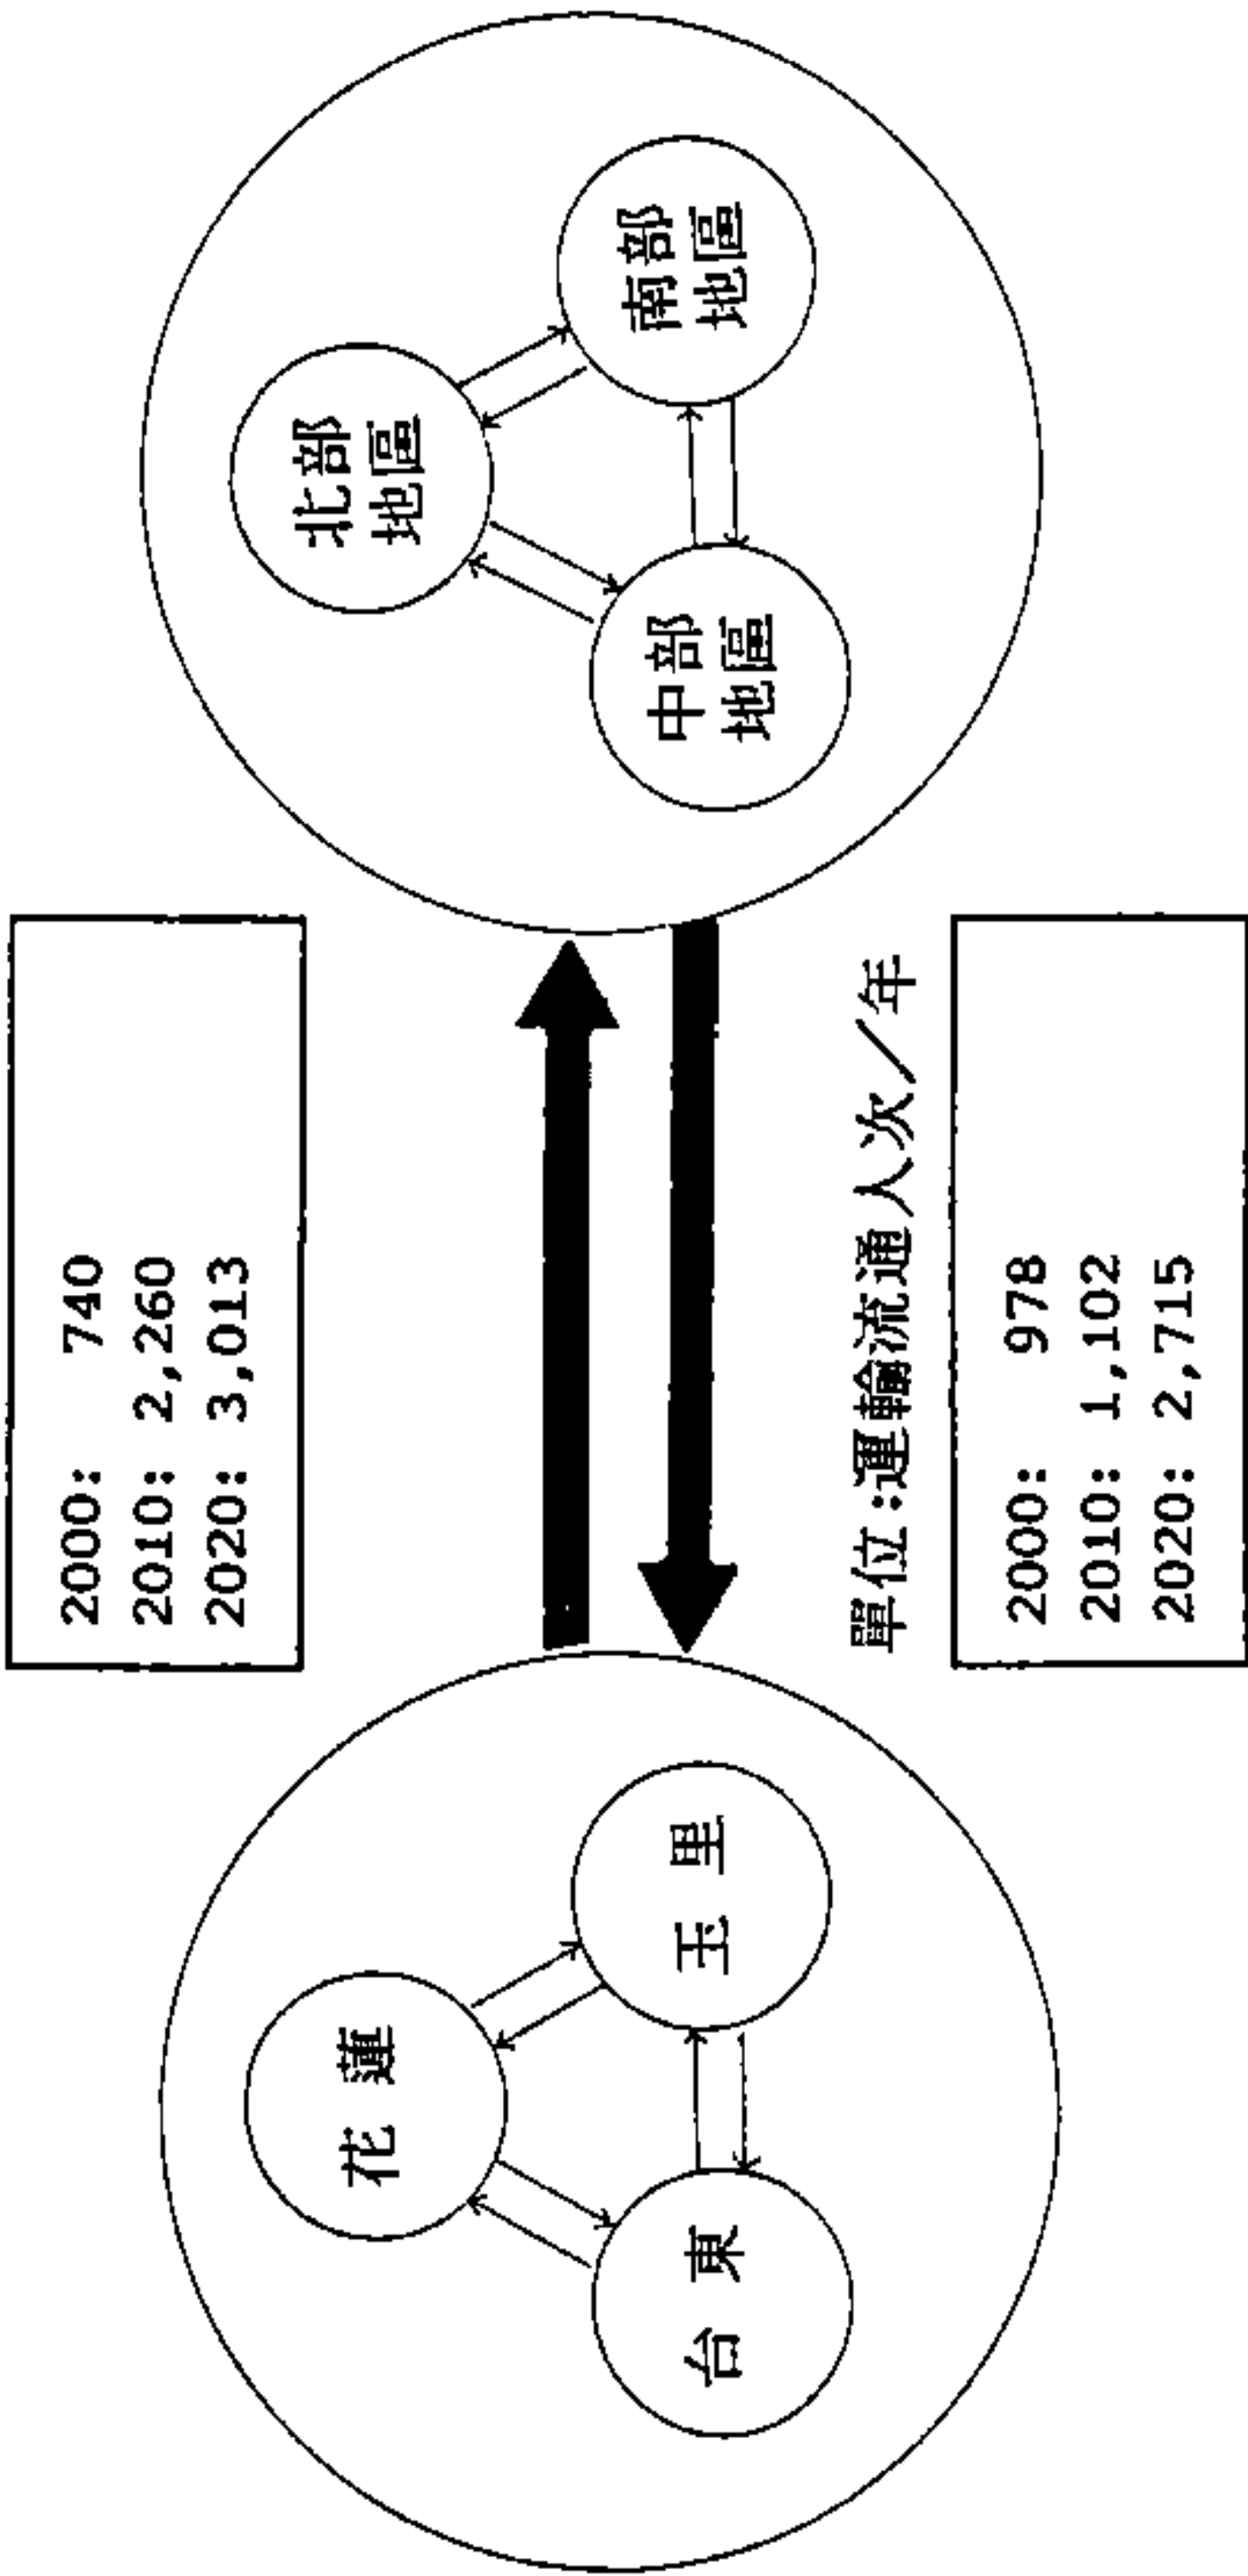 2000: 740
2010: 2,260
2020: 3,013
花蓮
台東
玉里
北部
地區
中部
地區
南部
地區
單位:運輸流通人次/年
2000: 978
2010: 1,102
2020: 2,715